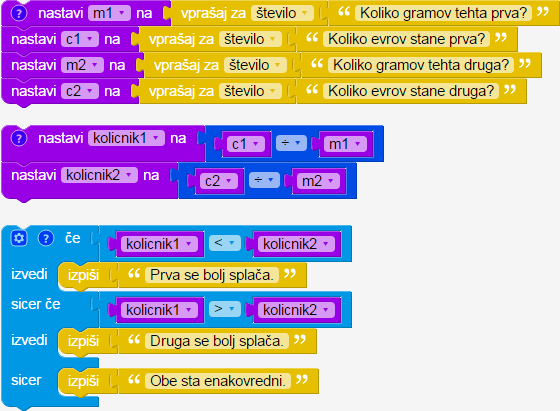 ? nastavi m1 na vprašaj za število “ Koliko gramov tehta prva? ”
nastavi c1 na vprašaj za število “ Koliko evrov stane prva? ”
nastavi m2 na vprašaj za število “ Koliko gramov tehta druga? ”
nastavi c2 na vprašaj za število “ Koliko evrov stane druga? ”
? nastavi kolicnik1 na c1 ÷ m1
nastavi kolicnik2 na c2 ÷ m2
? če kolicnik1 < kolicnik2
izvedi izpiši “ Prva se bolj splača. ”
sicer če kolicnik1 > kolicnik2
izvedi izpiši “ Druga se bolj splača. ”
sicer izpiši “ Obe sta enakovredni. ”